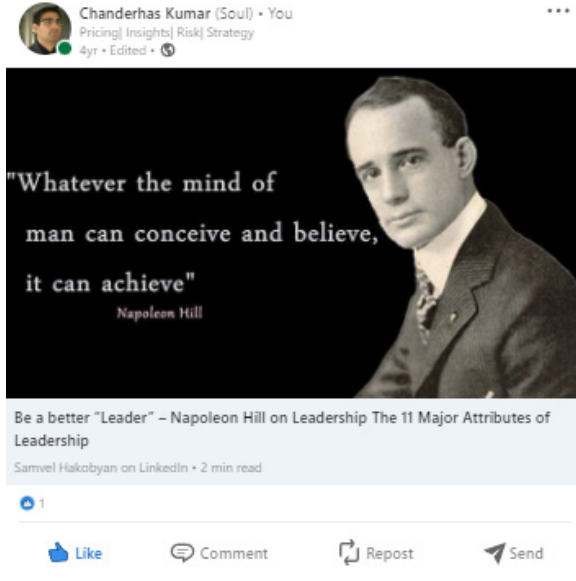 Chanderhas Kumar (Soul) • You
Pricing| Insights| Risk| Strategy
4yr • Edited •
"Whatever the mind of
man can conceive and believe,
it can achieve"
Napoleon Hill
Be a better “Leader” – Napoleon Hill on Leadership The 11 Major Attributes of
Leadership
Samvel Hakobyan on LinkedIn • 2 min read
1
Like Comment Repost Send